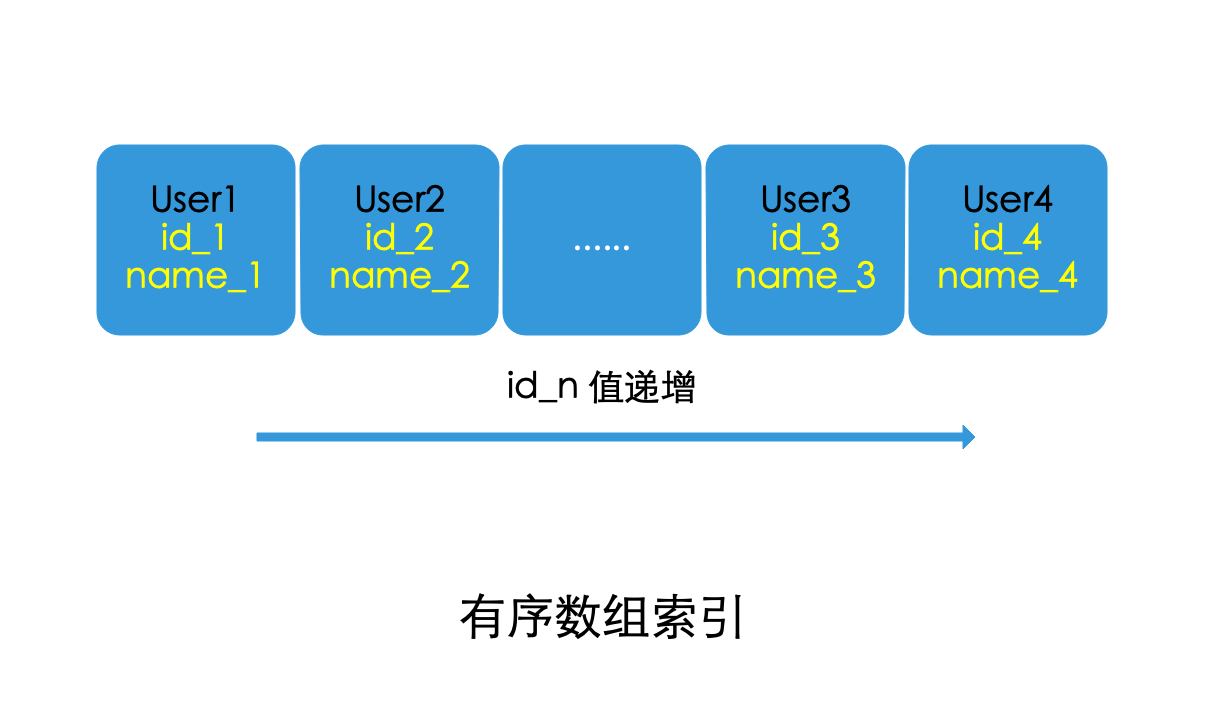 User1
id_1
name_1
User2
id_2
name_2
......
User3
id_3
name_3
User4
id_4
name_4
id_n 值递增
有序数组索引